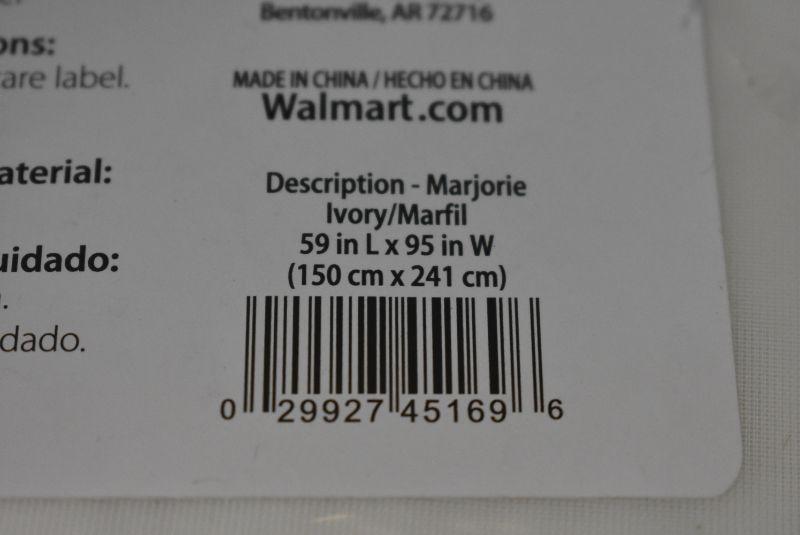 Bentonville, AR 72716
ons:
are label.
MADE IN CHINA / HECHO EN CHINA
Walmart.com
aterial:
Description - Marjorie
Ivory/Marfil
59 in L x 95 in W
(150 cm x 241 cm)
uidado:
dado.
0 29927 45169 6